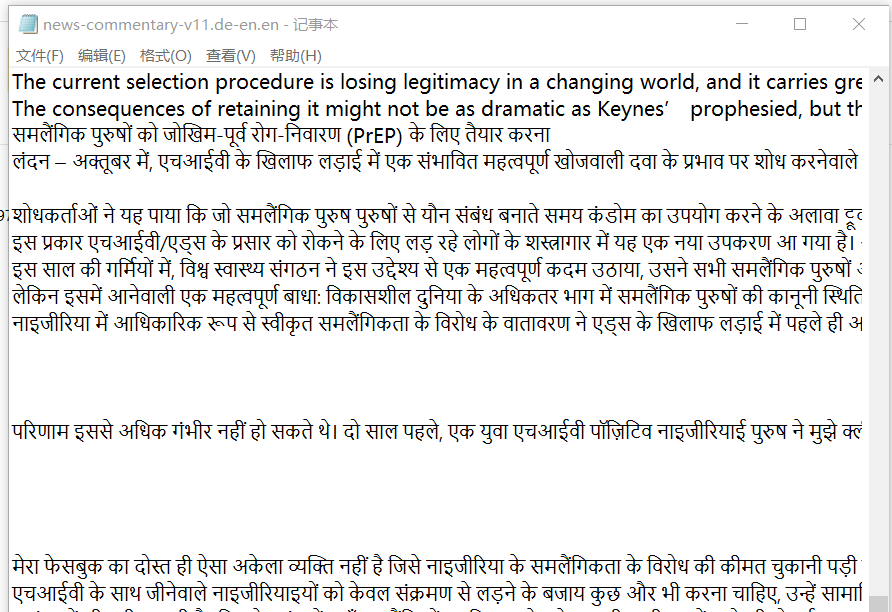 news-commentary-v11.de-en.en - 记事本
文件(F) 编辑(E) 格式(O) 查看(V) 帮助(H)
The current selection procedure is losing legitimacy in a changing world, and it carries gre
The consequences of retaining it might not be as dramatic as Keynes’ prophesied, but th
समलैंगिक पुरुषों को जोखिम-पूर्व रोग-निवारण (PrEP) के लिए तैयार करना
लंदन – अक्तूबर में, एचआईवी के खिलाफ लड़ाई में एक संभावित महत्वपूर्ण खोजवाली दवा के प्रभाव पर शोध करनेवाले
शोधकर्ताओं ने यह पाया कि जो समलैंगिक पुरुष पुरुषों से यौन संबंध बनाते समय कंडोम का उपयोग करने के अलावा
इस प्रकार एचआईवी/एड्स के प्रसार को रोकने के लिए लड़ रहे लोगों के शस्त्रागार में यह एक नया उपकरण आ गया है।
इस साल की गर्मियों में, विश्व स्वास्थ्य संगठन ने इस उद्देश्य से एक महत्वपूर्ण कदम उठाया, उसने सभी समलैंगिक पुरुषों
लेकिन इसमें आनेवाली एक महत्वपूर्ण बाधा: विकासशील दुनिया के अधिकतर भाग में समलैंगिक पुरुषों की कानूनी स्थिति
नाइजीरिया में आधिकारिक रूप से स्वीकृत समलैंगिकता के विरोध के वातावरण ने एड्स के खिलाफ लड़ाई में पहले ही अ
परिणाम इससे अधिक गंभीर नहीं हो सकते थे। दो साल पहले, एक युवा एचआईवी पॉज़िटिव नाइजीरियाई पुरुष ने मुझे
मेरा फेसबुक का दोस्त ही ऐसा अकेला व्यक्ति नहीं है जिसे नाइजीरिया के समलैंगिकता के विरोध की कीमत चुकानी पड़ी
एचआईवी के साथ जीनेवाले नाइजीरियाइयों को केवल संक्रमण से लड़ने के बजाय कुछ और भी करना चाहिए, उन्हें